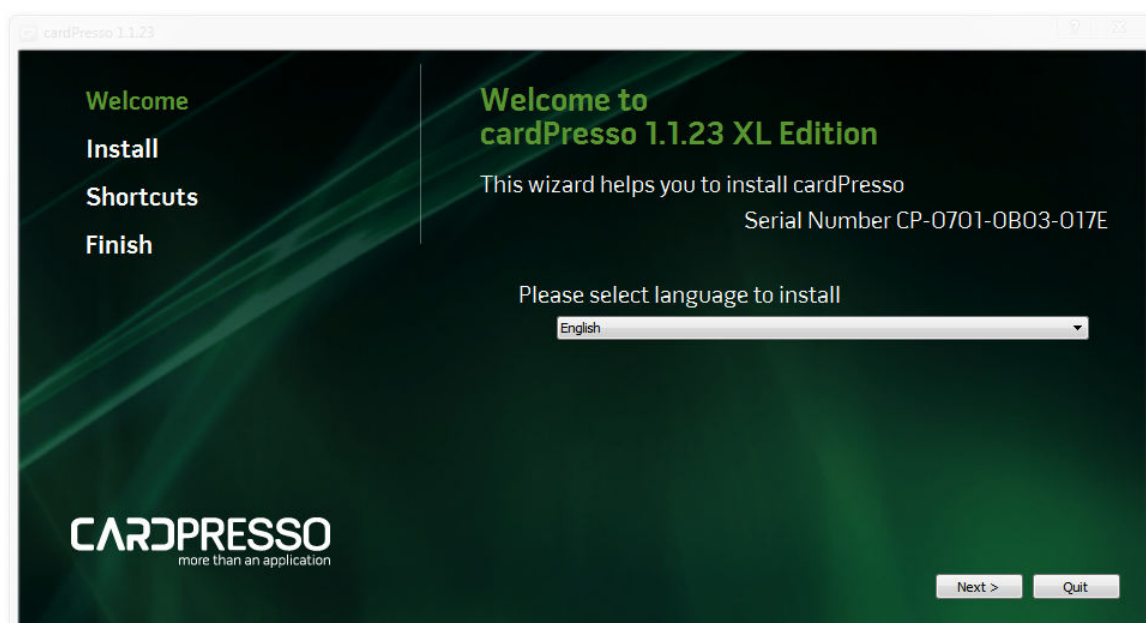 cardPresso 1.1.23
Welcome
Install
Shortcuts
Finish
Welcome to
cardPresso 1.1.23 XL Edition
This wizard helps you to install cardPresso
Serial Number CP-0701-0B03-017E
Please select language to install
English
CARDPRESSO
more than an application
Next >
Quit